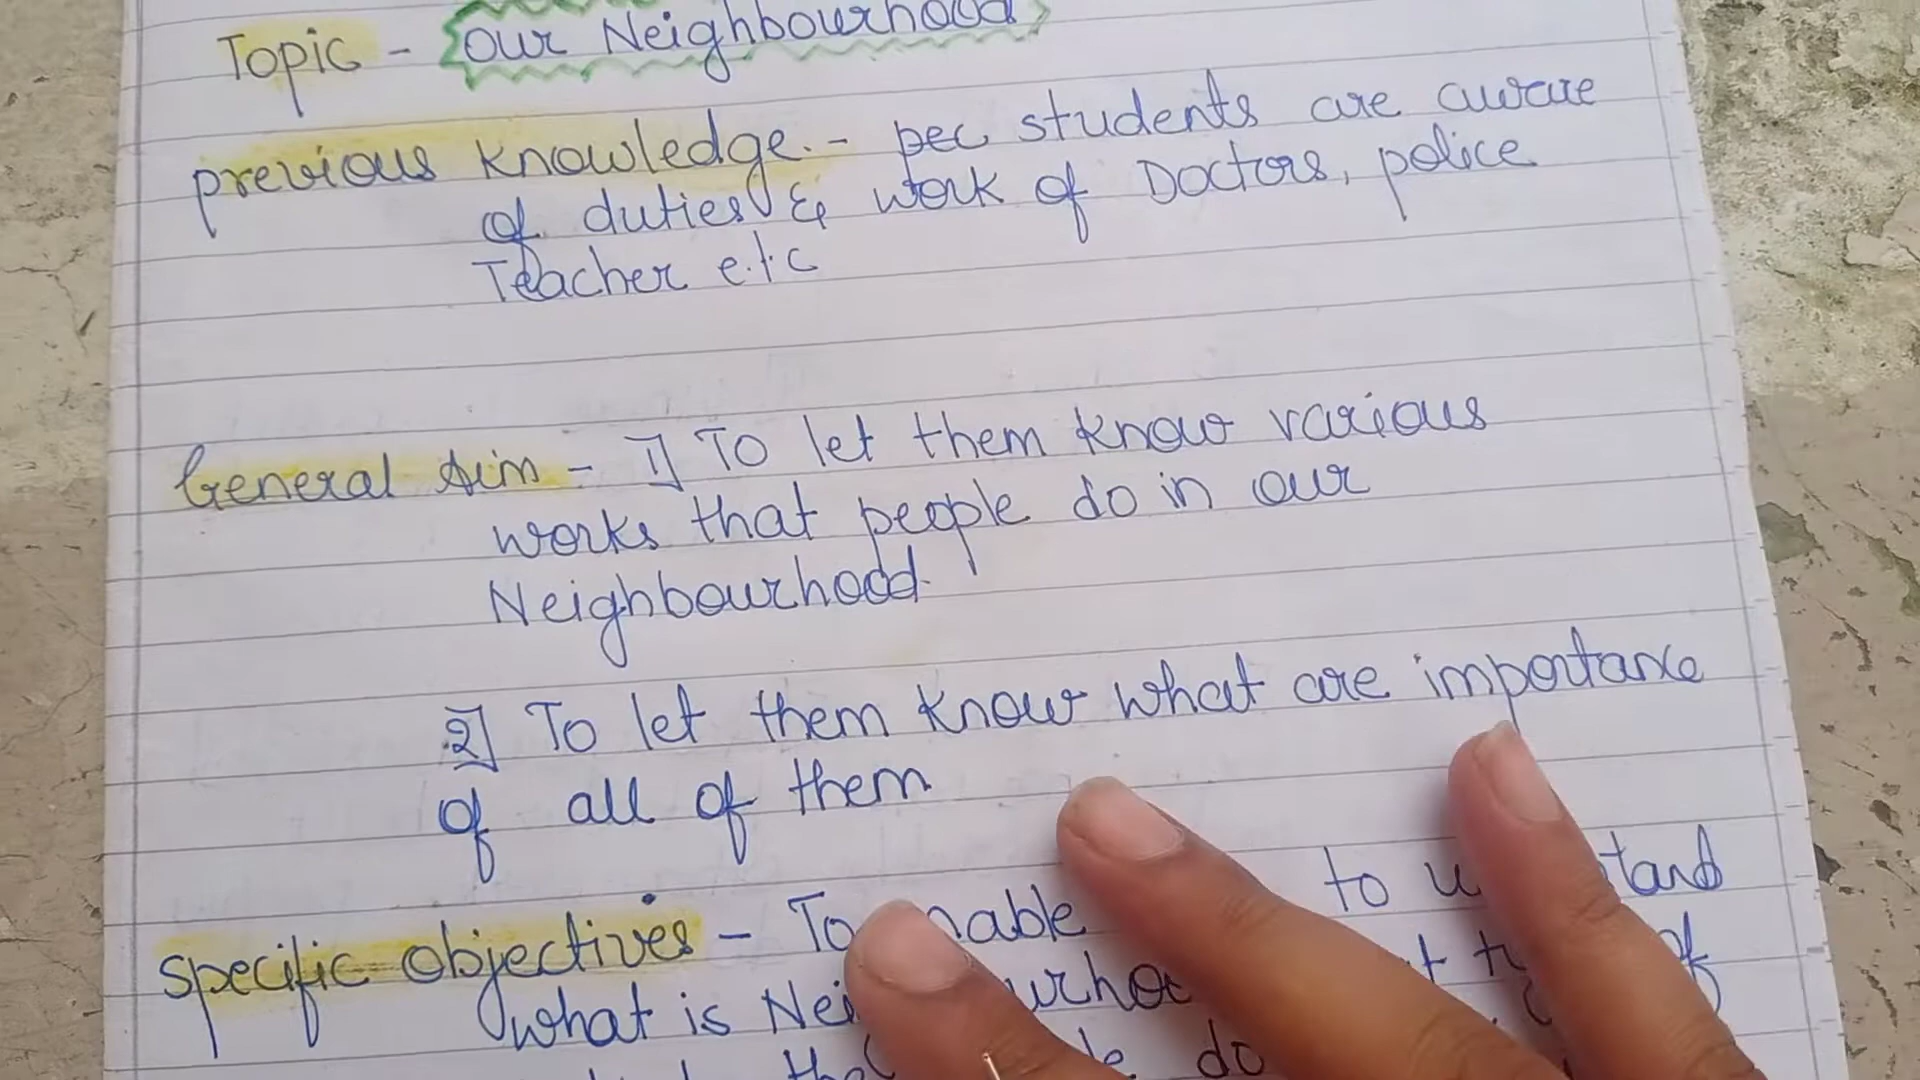 Topic - our Neighbourhood
previous knowledge. - pec students are aware
of duties & work of Doctors, police
Teacher e.t.c
General Aim - 1] To let them know various
works that people do in our
Neighbourhood.
2] To let them know what are importance
of all of them
specific objectives - To to
what is of
do